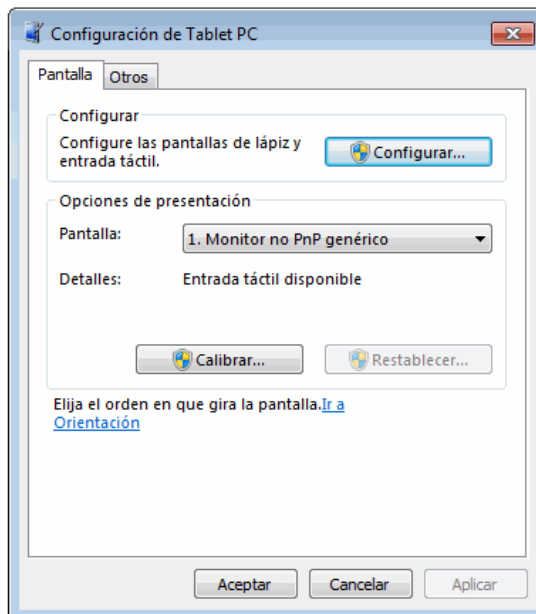 Configuración de Tablet PC
Pantalla
Otros
Configurar
Configure las pantallas de lápiz y
entrada táctil.
Configurar...
Opciones de presentación
Pantalla:
1. Monitor no PnP genérico
Detalles:
Entrada táctil disponible
Calibrar...
Restablecer...
Elija el orden en que gira la pantalla.Ir a
Orientación
Aceptar
Cancelar
Aplicar